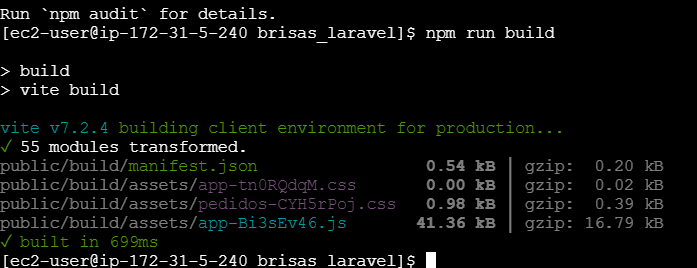 Run `npm audit` for details.
[ec2-user@ip-172-31-5-240 brisas_laravel]$ npm run build
> build
> vite build
vite v7.2.4 building client environment for production...
✓ 55 modules transformed.
public/build/manifest.json 0.54 kB │ gzip: 0.20 kB
public/build/assets/app-tn0RQdqM.css 0.00 kB │ gzip: 0.02 kB
public/build/assets/pedidos-CYH5rPoj.css 0.98 kB │ gzip: 0.39 kB
public/build/assets/app-Bi3sEv46.js 41.36 kB │ gzip: 16.79 kB
✓ built in 699ms
[ec2-user@ip-172-31-5-240 brisas_laravel]$